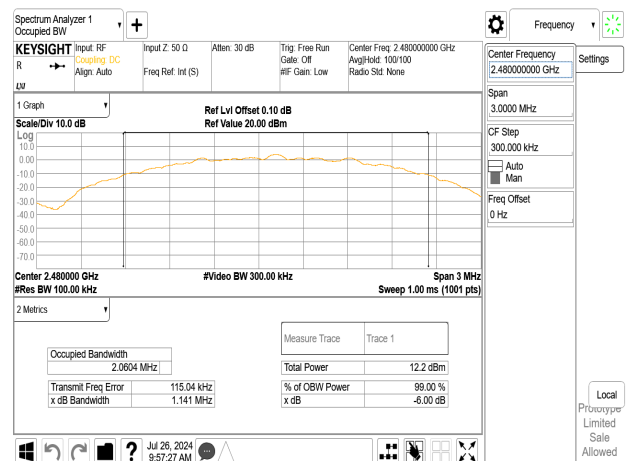 Spectrum Analyzer 1
Occupied BW
Frequency
KEYSIGHT
R
Input: RF
Coupling: DC
Align: Auto
Input Z: 50 Ω
Freq Ref: Int (S)
Atten: 30 dB
Trig: Free Run
Gate: Off
#IF Gain: Low
Center Freq: 2.480000000 GHz
Avg|Hold: 100/100
Radio Std: None
Center Frequency
2.480000000 GHz
Settings
Span
3.0000 MHz
CF Step
300.000 kHz
Auto
Man
Freq Offset
0 Hz
1 Graph
Ref Lvl Offset 0.10 dB
Scale/Div 10.0 dB
Ref Value 20.00 dBm
Log
10.0
0.00
-10.0
-20.0
-30.0
-40.0
-50.0
-60.0
-70.0
Center 2.480000 GHz
#Video BW 300.00 kHz
Span 3 MHz
#Res BW 100.00 kHz
Sweep 1.00 ms (1001 pts)
2 Metrics
Measure Trace
Trace 1
Occupied Bandwidth
2.0604 MHz
Total Power
12.2 dBm
Transmit Freq Error
115.04 kHz
% of OBW Power
99.00 %
x dB Bandwidth
1.141 MHz
x dB
-6.00 dB
Local
Prototype
Limited
Sale
Allowed
?
Jul 26, 2024
9:57:27 AM